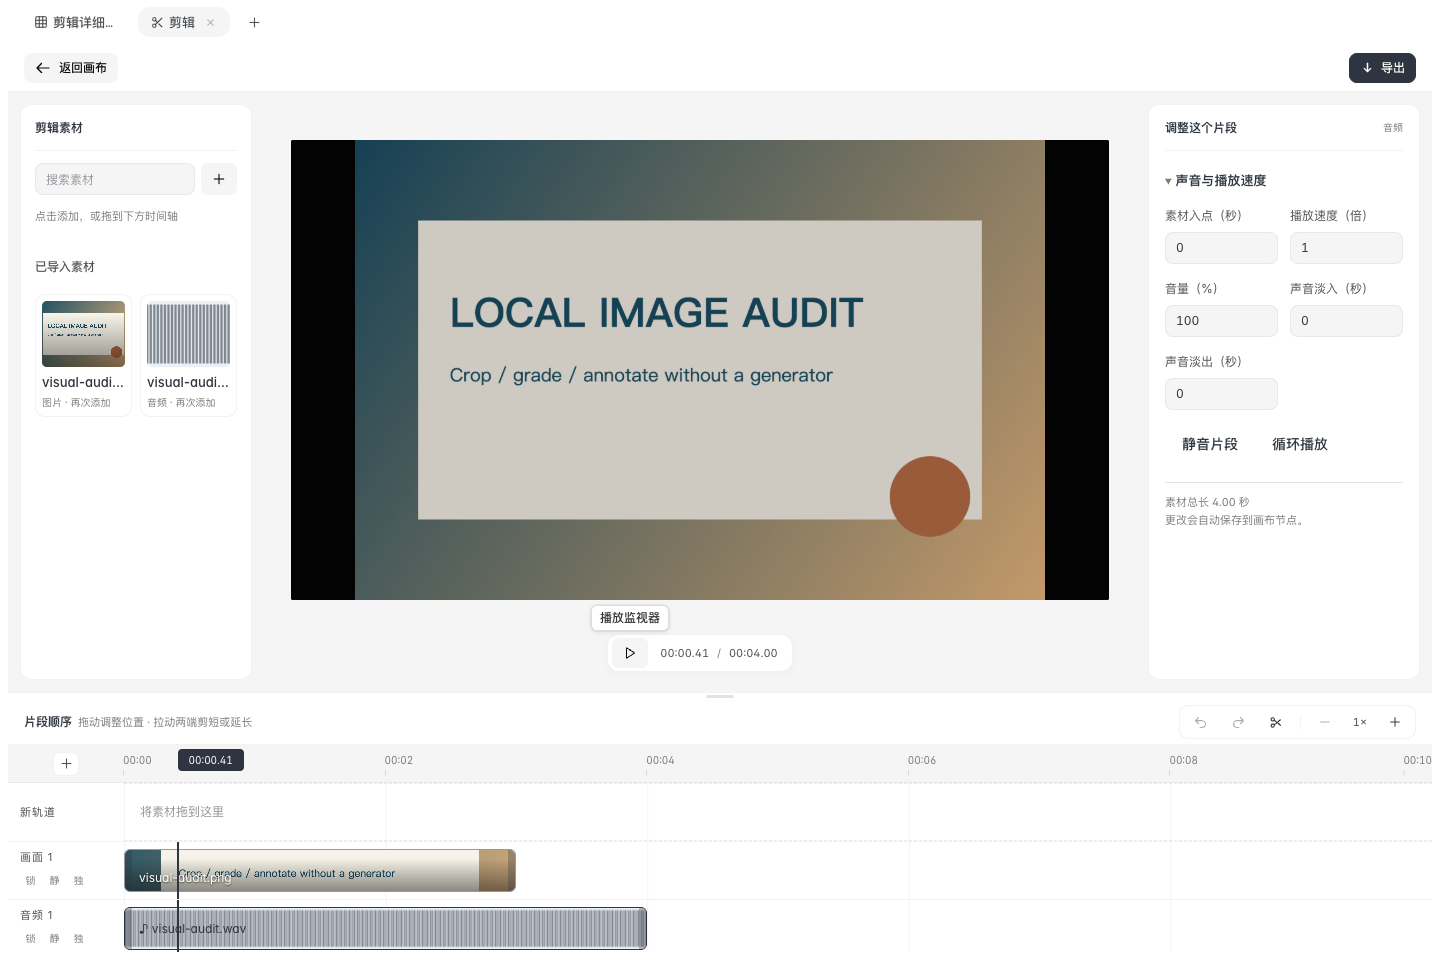 剪辑详细...
剪辑
返回画布
导出
剪辑素材
搜索素材
点击添加，或拖到下方时间轴
已导入素材
LOCAL IMAGE AUDIT
visual-audi...
图片 · 再次添加
visual-audi...
音频 · 再次添加
LOCAL IMAGE AUDIT
Crop / grade / annotate without a generator
播放监视器
00:00.41 / 00:04.00
调整这个片段
音频
声音与播放速度
素材入点（秒）
播放速度（倍）
0
1
音量（%）
声音淡入（秒）
100
0
声音淡出（秒）
0
静音片段
循环播放
素材总长 4.00 秒
更改会自动保存到画布节点。
片段顺序 拖动调整位置 · 拉动两端剪短或延长
1×
00:00
00:00.41
00:02
00:04
00:06
00:08
00:10
新轨道
将素材拖到这里
画面 1
锁 静 独
Crop / grade / annotate without a generator
visual-audit.png
音频 1
锁 静 独
visual-audit.wav